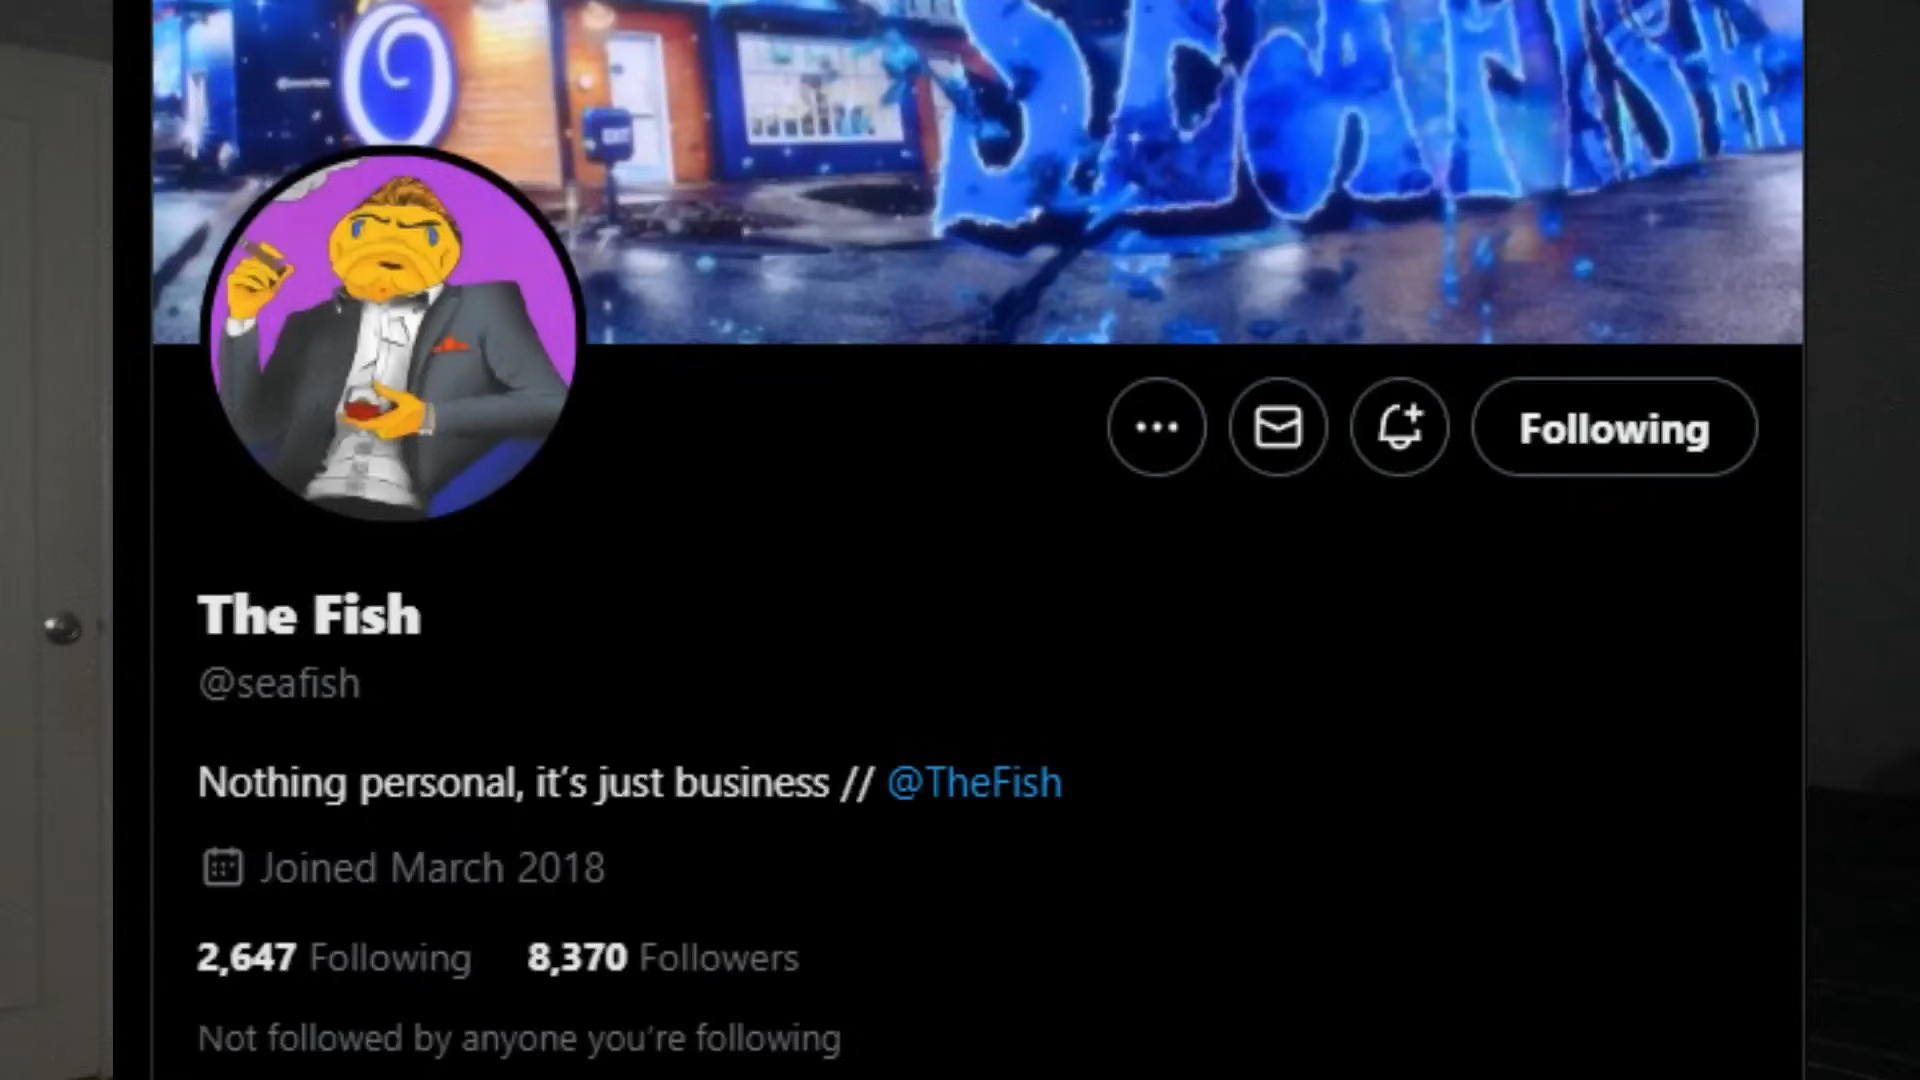 SEAFISH
Following
The Fish
@seafish
Nothing personal, it's just business // @TheFish
Joined March 2018
2,647 Following 8,370 Followers
Not followed by anyone you're following